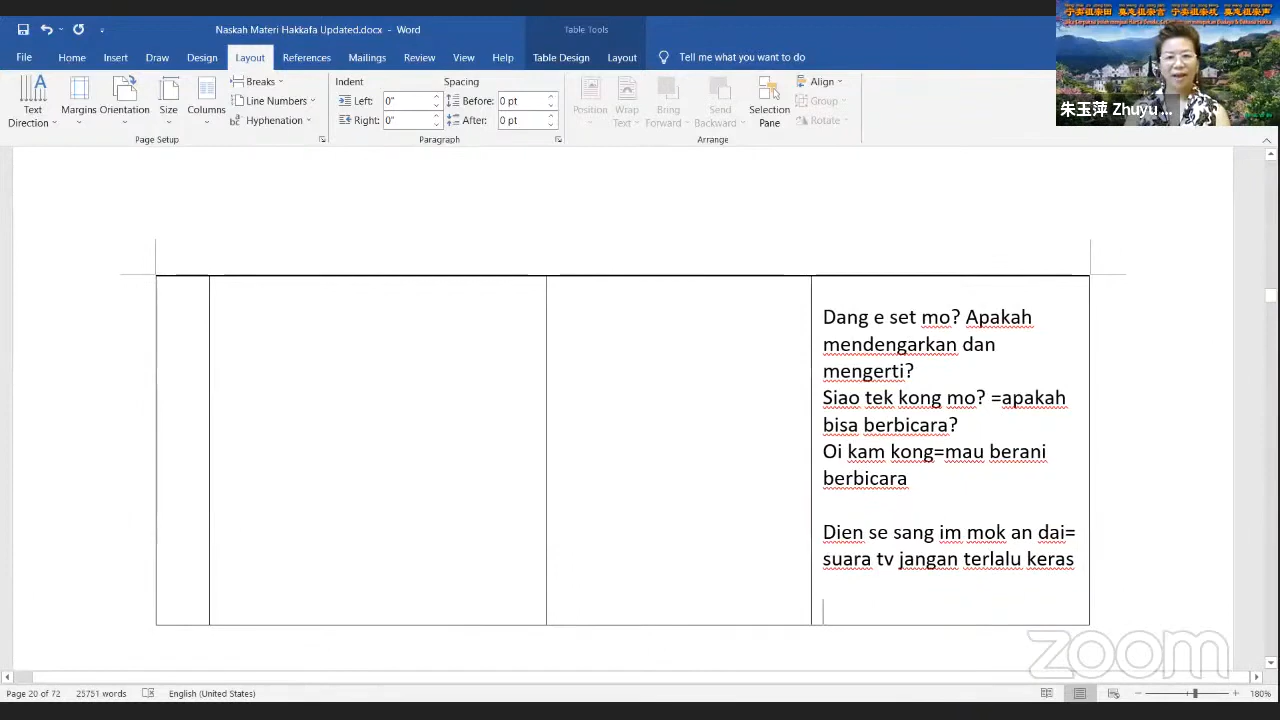 Naskah Materi Hakkafa Updated.docx - Word
Table Tools
File Home Insert Draw Design Layout References Mailings Review View Help Table Design Layout Tell me what you want to do
Text Direction
Margins
Orientation
Size
Columns
Breaks
Line Numbers
Hyphenation
Page Setup
Indent
Left: 0"
Right: 0"
Spacing
Before: 0 pt
After: 0 pt
Paragraph
Position
Wrap Text
Bring Forward
Send Backward
Selection Pane
Align
Group
Rotate
Arrange
朱玉萍 Zhuyu ...
Dang e set mo? Apakah
mendengarkan dan
mengerti?
Siao tek kong mo? =apakah
bisa berbicara?
Oi kam kong=mau berani
berbicara
Dien se sang im mok an dai=
suara tv jangan terlalu keras
zoom
Page 20 of 72 25751 words English (United States) 180%